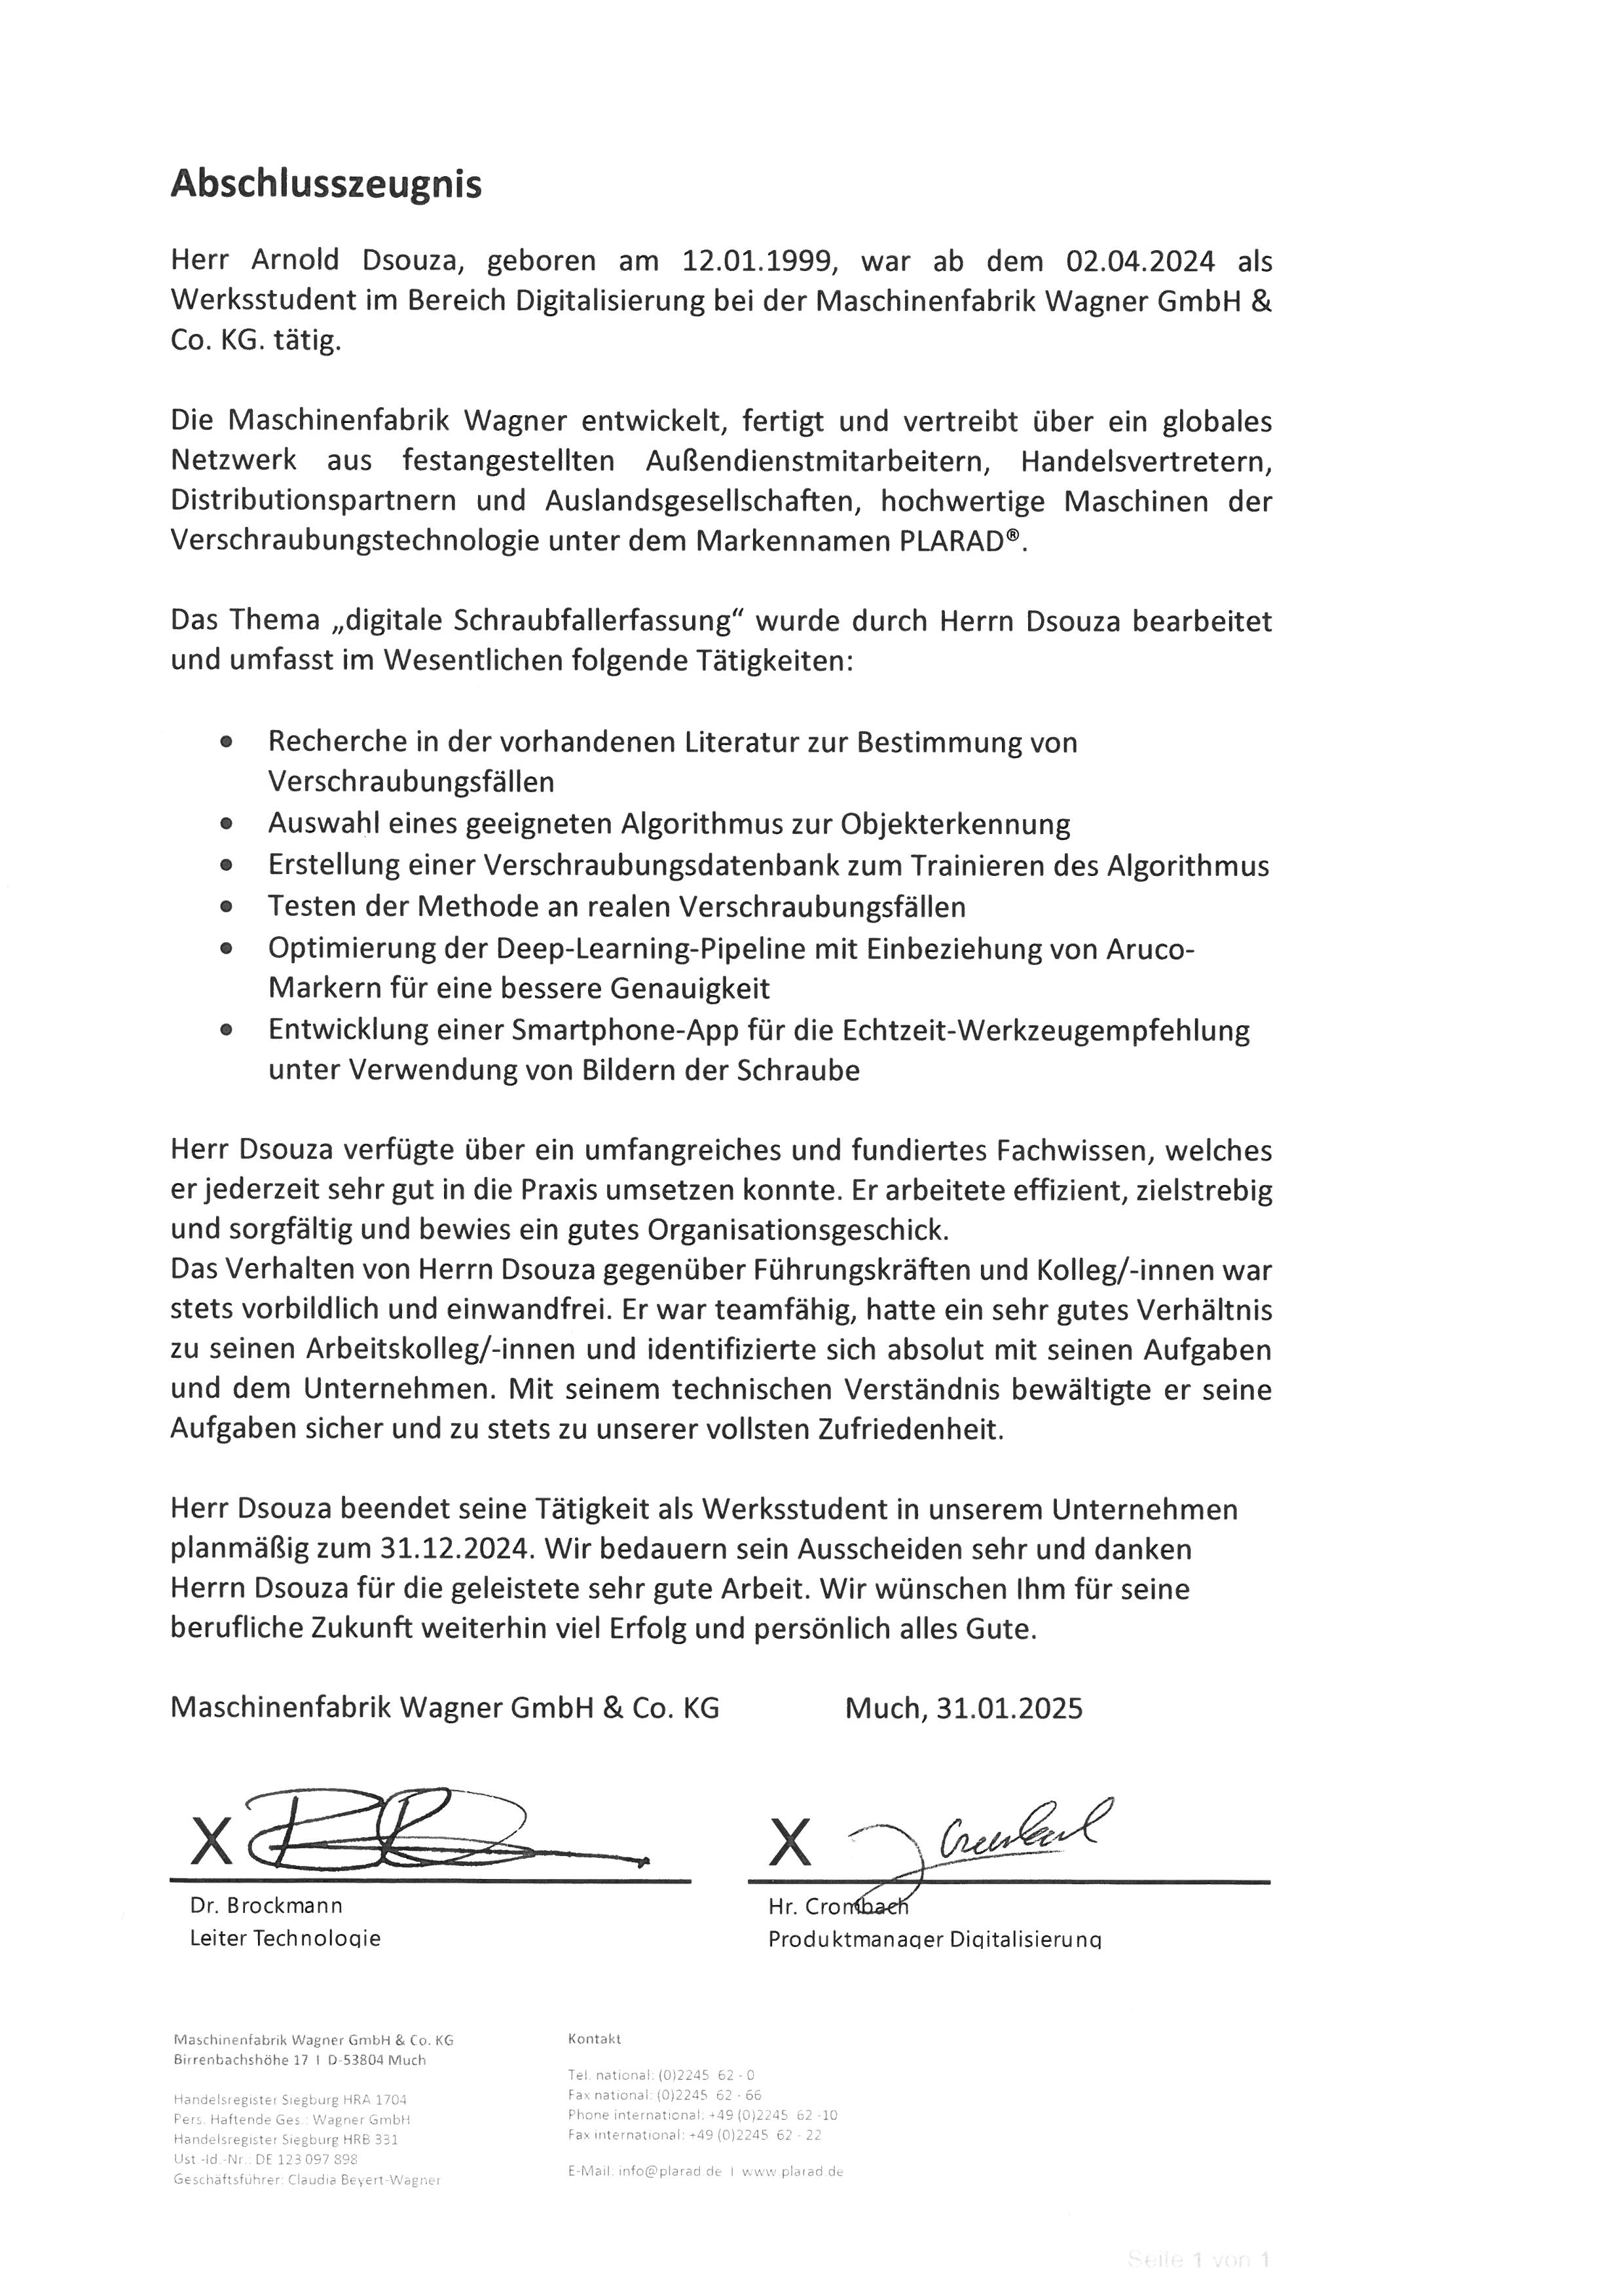 Abschlusszeugnis
Herr Arnold Dsouza, geboren am 12.01.1999, war ab dem 02.04.2024 als
Werksstudent im Bereich Digitalisierung bei der Maschinenfabrik Wagner GmbH &
Co. KG. tätig.
Die Maschinenfabrik Wagner entwickelt, fertigt und vertreibt über ein globales
Netzwerk aus festangestellten Außendienstmitarbeitern, Handelsvertretern,
Distributionspartnern und Auslandsgesellschaften, hochwertige Maschinen der
Verschraubungstechnologie unter dem Markennamen PLARAD®.
Das Thema „digitale Schraubfallerfassung“ wurde durch Herrn Dsouza bearbeitet
und umfasst im Wesentlichen folgende Tätigkeiten:
• Recherche in der vorhandenen Literatur zur Bestimmung von
Verschraubungsfällen
• Auswahl eines geeigneten Algorithmus zur Objekterkennung
• Erstellung einer Verschraubungsdatenbank zum Trainieren des Algorithmus
• Testen der Methode an realen Verschraubungsfällen
• Optimierung der Deep-Learning-Pipeline mit Einbeziehung von Aruco-
Markern für eine bessere Genauigkeit
• Entwicklung einer Smartphone-App für die Echtzeit-Werkzeugempfehlung
unter Verwendung von Bildern der Schraube
Herr Dsouza verfügte über ein umfangreiches und fundiertes Fachwissen, welches
er jederzeit sehr gut in die Praxis umsetzen konnte. Er arbeitete effizient, zielstrebig
und sorgfältig und bewies ein gutes Organisationsgeschick.
Das Verhalten von Herrn Dsouza gegenüber Führungskräften und Kolleg/-innen war
stets vorbildlich und einwandfrei. Er war teamfähig, hatte ein sehr gutes Verhältnis
zu seinen Arbeitskolleg/-innen und identifizierte sich absolut mit seinen Aufgaben
und dem Unternehmen. Mit seinem technischen Verständnis bewältigte er seine
Aufgaben sicher und zu stets zu unserer vollsten Zufriedenheit.
Herr Dsouza beendet seine Tätigkeit als Werksstudent in unserem Unternehmen
planmäßig zum 31.12.2024. Wir bedauern sein Ausscheiden sehr und danken
Herrn Dsouza für die geleistete sehr gute Arbeit. Wir wünschen Ihm für seine
berufliche Zukunft weiterhin viel Erfolg und persönlich alles Gute.
Maschinenfabrik Wagner GmbH & Co. KG Much, 31.01.2025
X X
Dr. Brockmann Hr. Crombach
Leiter Technologie Produktmanager Digitalisierung
Maschinenfabrik Wagner GmbH & Co. KG
Birrenbachshöhe 17 I D-53804 Much
Handelsregister Siegburg HRA 1704
Pers. Haftende Ges.: Wagner GmbH
Handelsregister Siegburg HRB 331
Ust.-Id.-Nr.: DE 123 097 898
Geschäftsführer: Claudia Beyert-Wagner
Kontakt
Tel. national: (0)2245 62 - 0
Fax national: (0)2245 62 - 66
Phone international: +49 (0)2245 62 -10
Fax international: +49 (0)2245 62 - 22
E-Mail: info@plarad.de I www.plarad.de
Seite 1 von 1